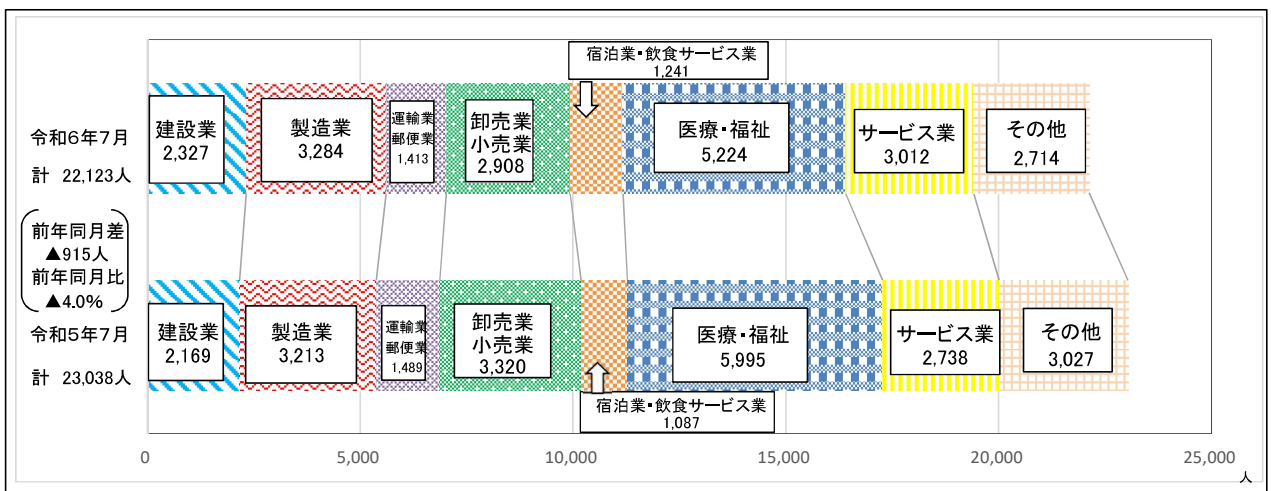 宿泊業・飲食サービス業
1,241
令和6年7月
計 22,123人
建設業
2,327
製造業
3,284
運輸業
郵便業
1,413
卸売業
小売業
2,908
医療・福祉
5,224
サービス業
3,012
その他
2,714
前年同月差
▲915人
前年同月比
▲4.0%
令和5年7月
計 23,038人
建設業
2,169
製造業
3,213
運輸業
郵便業
1,489
卸売業
小売業
3,320
医療・福祉
5,995
サービス業
2,738
その他
3,027
宿泊業・飲食サービス業
1,087
0 5,000 10,000 15,000 20,000 25,000
人